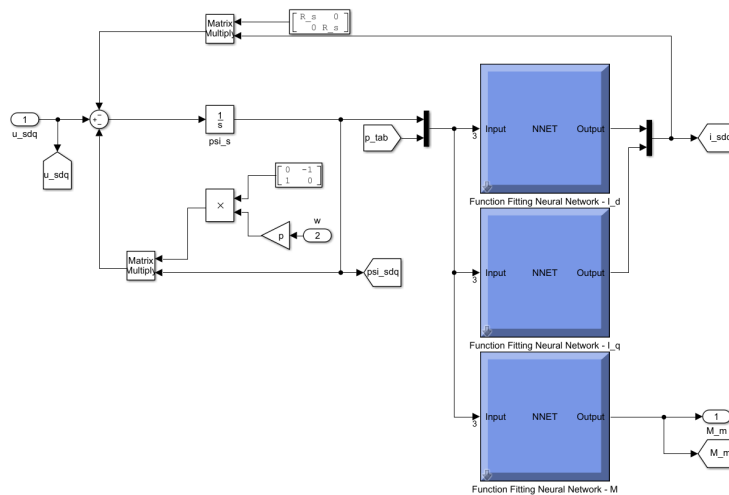 R_s 0
0 R_s
Matrix
Multiply
1
u_sdq
+
−
−
u_sdq
1
s
psi_s
p_tab
3
Input NNET Output
Function Fitting Neural Network - I_d
i_sdq
0 -1
1 0
×
p
w
2
Matrix
Multiply
psi_sdq
3
Input NNET Output
Function Fitting Neural Network - I_q
3
Input NNET Output
Function Fitting Neural Network - M
1
M_m
M_m